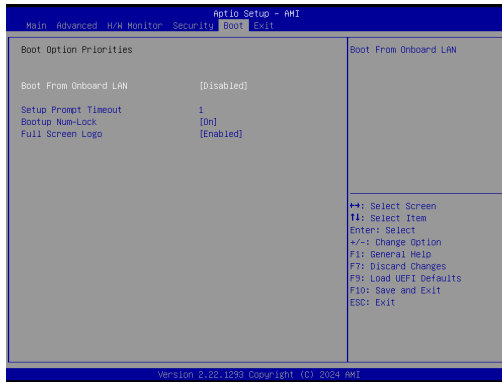 Aptio Setup - AMI
Main Advanced H/W Monitor Security Boot Exit
Boot Option Priorities
Boot From Onboard LAN [Disabled]
Setup Prompt Timeout 1
Bootup Num-Lock [On]
Full Screen Logo [Enabled]
Boot From Onboard LAN
↔: Select Screen
↑↓: Select Item
Enter: Select
+/-: Change Option
F1: General Help
F7: Discard Changes
F9: Load UEFI Defaults
F10: Save and Exit
ESC: Exit
Version 2.22.1293 Copyright (C) 2024 AMI